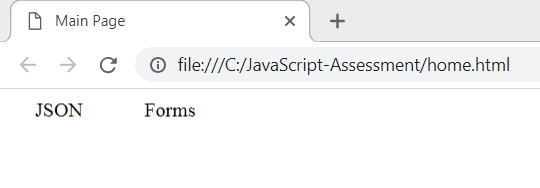 Main Page
file:///C:/JavaScript-Assessment/home.html
JSON Forms